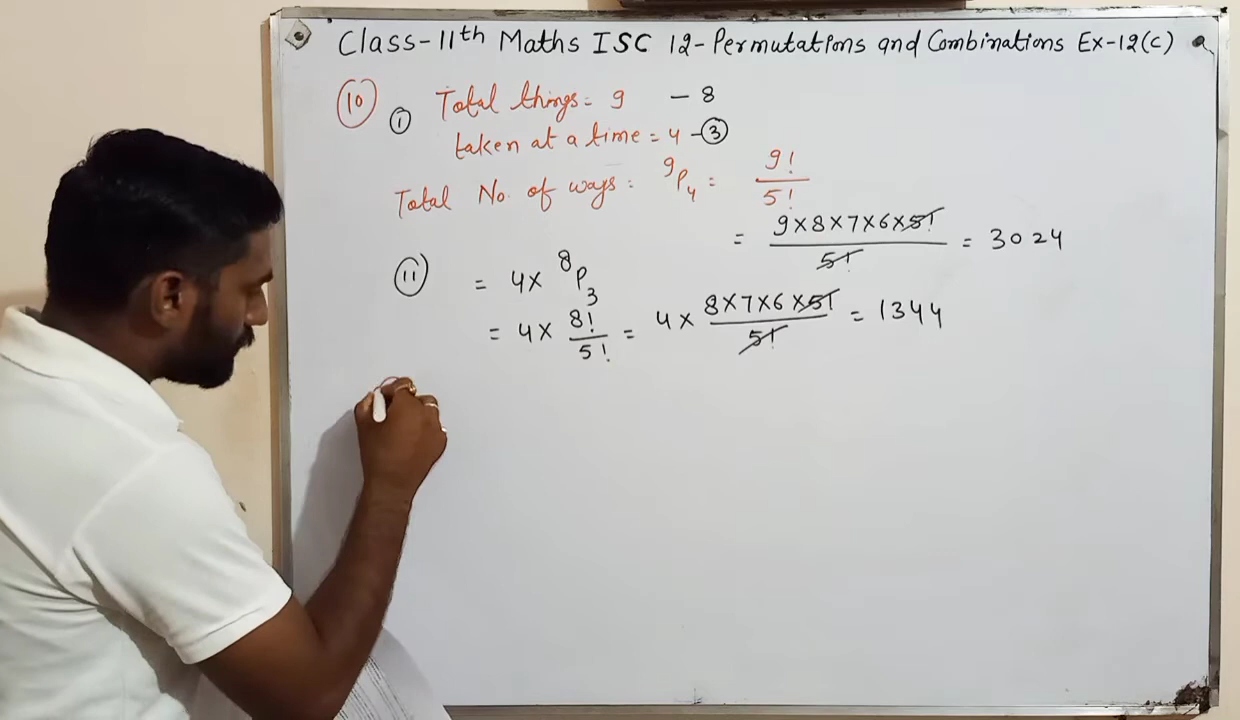 Class-11th Maths ISC 12-Permutations and Combinations Ex-12(c)
(10) (i) Total things = 9 - 8
taken at a time = 4 - (3)
Total No. of ways = ⁹P₄ = 9!/5!
= 9×8×7×6×5!/5! = 3024
(ii) = 4× ⁸P₃
= 4× 8!/5! = 4× 8×7×6×5!/5! = 1344